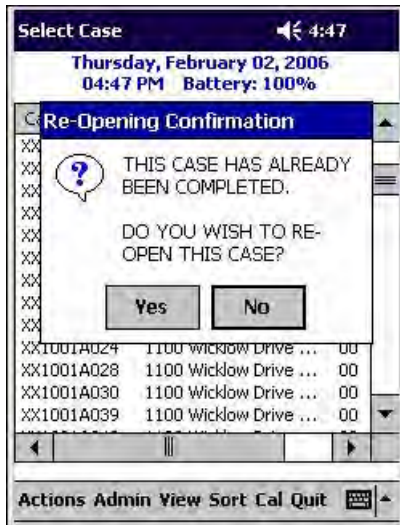 Select Case 4:47
Thursday, February 02, 2006
04:47 PM Battery: 100%
Re-Opening Confirmation
?
THIS CASE HAS ALREADY
BEEN COMPLETED.
DO YOU WISH TO RE-
OPEN THIS CASE?
Yes No
XX1001A024 1100 Wicklow Drive ... 00
XX1001A028 1100 Wicklow Drive ... 00
XX1001A030 1100 Wicklow Drive ... 00
XX1001A039 1100 Wicklow Drive ... 00
Actions Admin View Sort Cal Quit